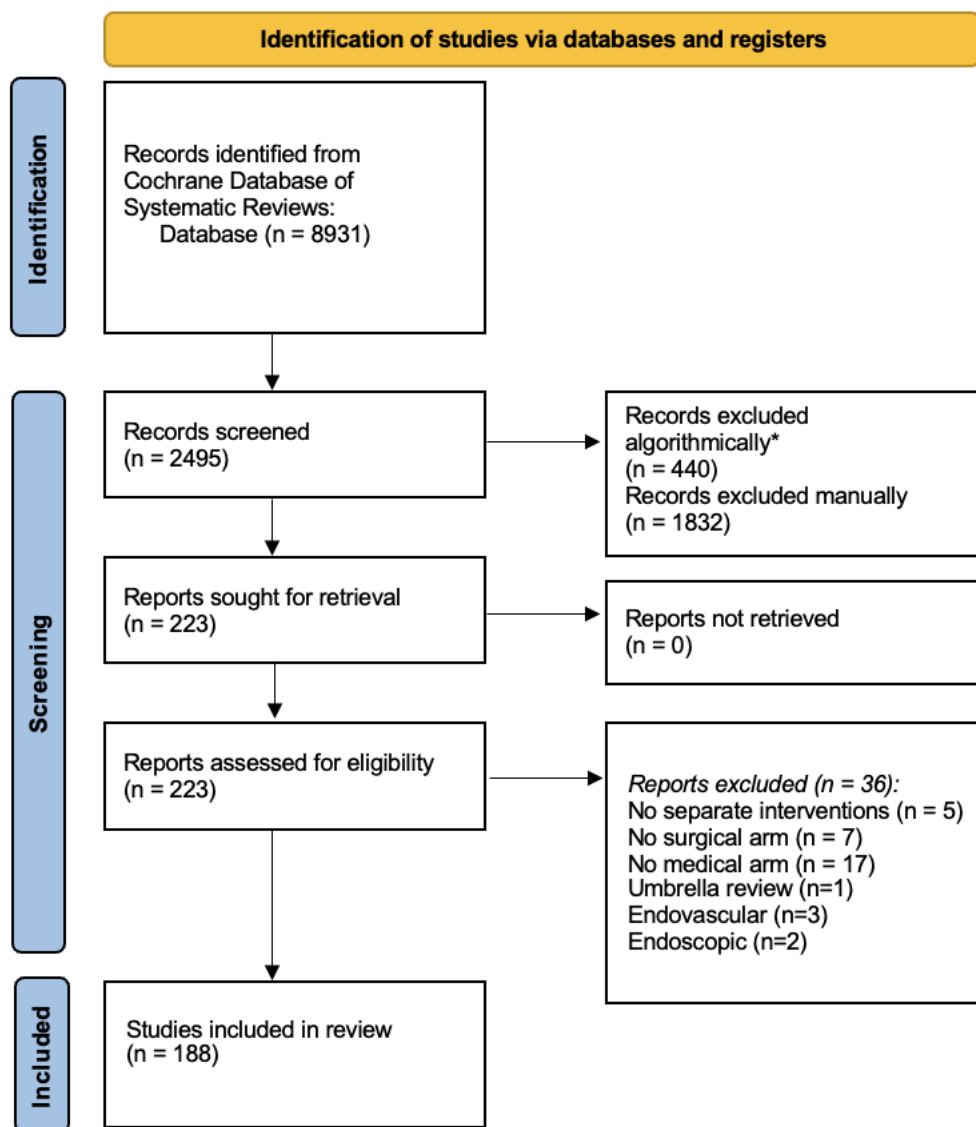 Identification of studies via databases and registers
Identification
Records identified from
Cochrane Database of
Systematic Reviews:
Database (n = 8931)
Screening
Records screened
(n = 2495)
Records excluded
algorithmically*
(n = 440)
Records excluded manually
(n = 1832)
Reports sought for retrieval
(n = 223)
Reports not retrieved
(n = 0)
Reports assessed for eligibility
(n = 223)
Reports excluded (n = 36):
No separate interventions (n = 5)
No surgical arm (n = 7)
No medical arm (n = 17)
Umbrella review (n=1)
Endovascular (n=3)
Endoscopic (n=2)
Included
Studies included in review
(n = 188)